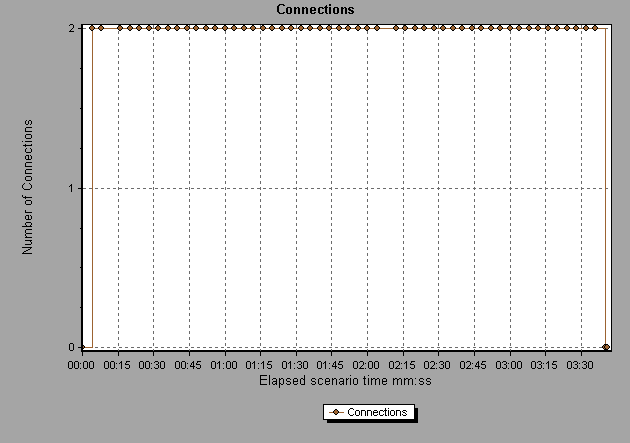 Connections
Number of Connections
2
1
0
00:00 00:15 00:30 00:45 01:00 01:15 01:30 01:45 02:00 02:15 02:30 02:45 03:00 03:15 03:30
Elapsed scenario time mm:ss
Connections